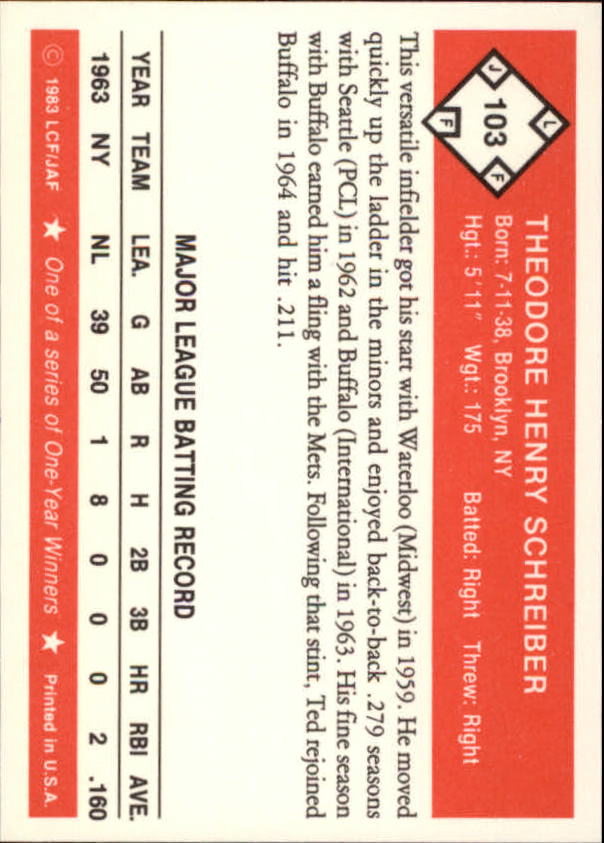 J
L
103
F
F
THEODORE HENRY SCHREIBER
Born: 7-11-38, Brooklyn, NY
Hgt.: 5'11" Wgt.: 175 Batted: Right Threw: Right
This versatile infielder got his start with Waterloo (Midwest) in 1959. He moved
quickly up the ladder in the minors and enjoyed back-to-back .279 seasons
with Seattle (PCL) in 1962 and Buffalo (International) in 1963. His fine season
with Buffalo earned him a fling with the Mets. Following that stint, Ted rejoined
Buffalo in 1964 and hit .211.
MAJOR LEAGUE BATTING RECORD
YEAR TEAM LEA. G AB R H 2B 3B HR RBI AVE.
1963 NY NL 39 50 1 8 0 0 0 2 .160
© 1983 LCF/JAF ★ One of a series of One-Year Winners ★ Printed in U.S.A.